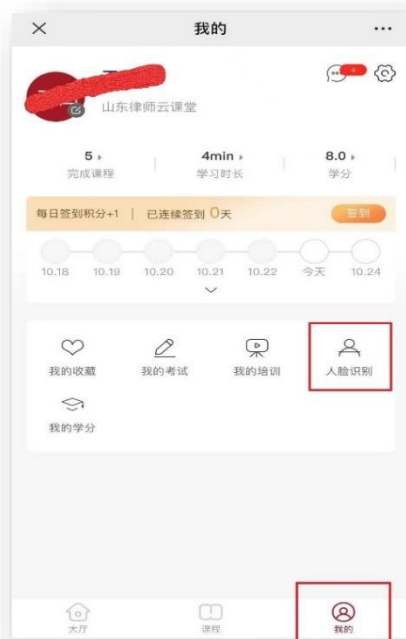 我的
山东律师云课堂
5
4min
8.0
完成课程
学习时长
学分
每日签到积分+1 | 已连续签到 0天
签到
10.18 10.19 10.20 10.21 10.22 今天 10.24
我的收藏 我的考试 我的培训 人脸识别
我的学分
大厅 课程 我的